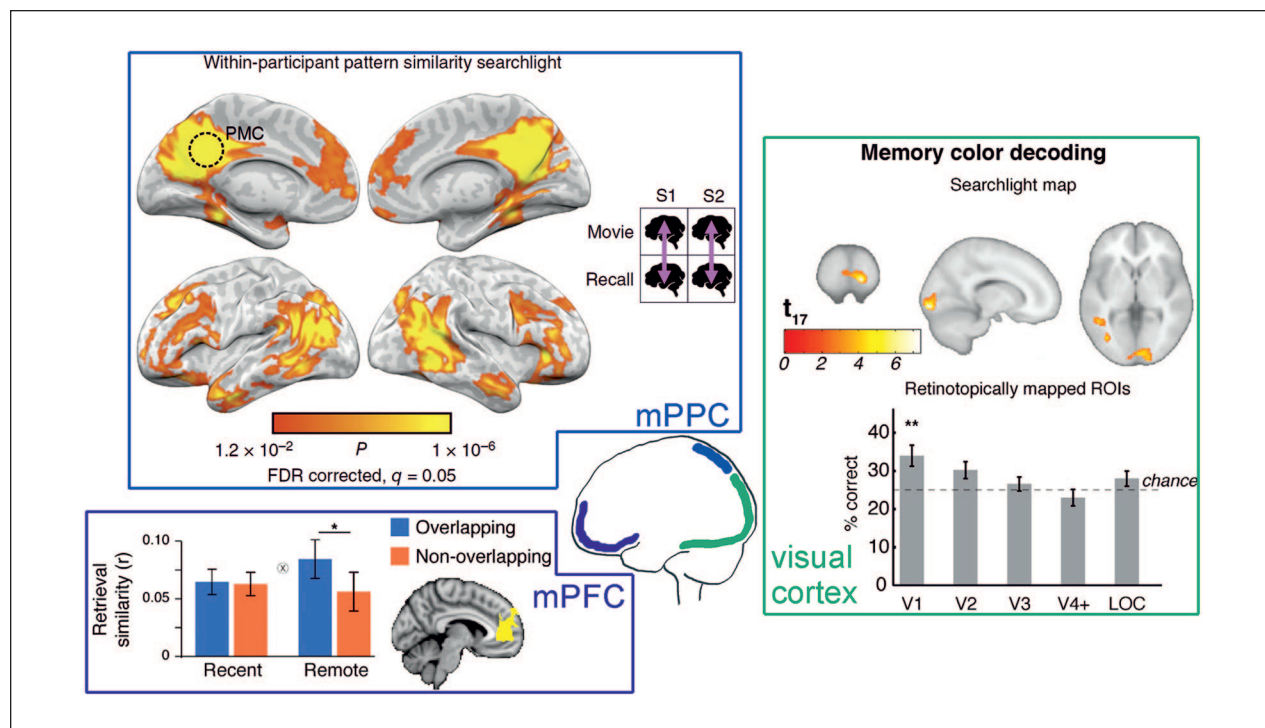 Within-participant pattern similarity searchlight
PMC
S1 S2
Movie
Recall
1.2 × 10⁻² P 1 × 10⁻⁶
FDR corrected, q = 0.05
mPPC
Memory color decoding
Searchlight map
t17
0 2 4 6
Retinotopically mapped ROIs
**
40
30
20
10
0
% correct
chance
V1 V2 V3 V4+ LOC
visual
cortex
Overlapping
Non-overlapping
*
ⓧ
0.10
0.05
0
Retrieval
similarity (r)
Recent Remote
mPFC